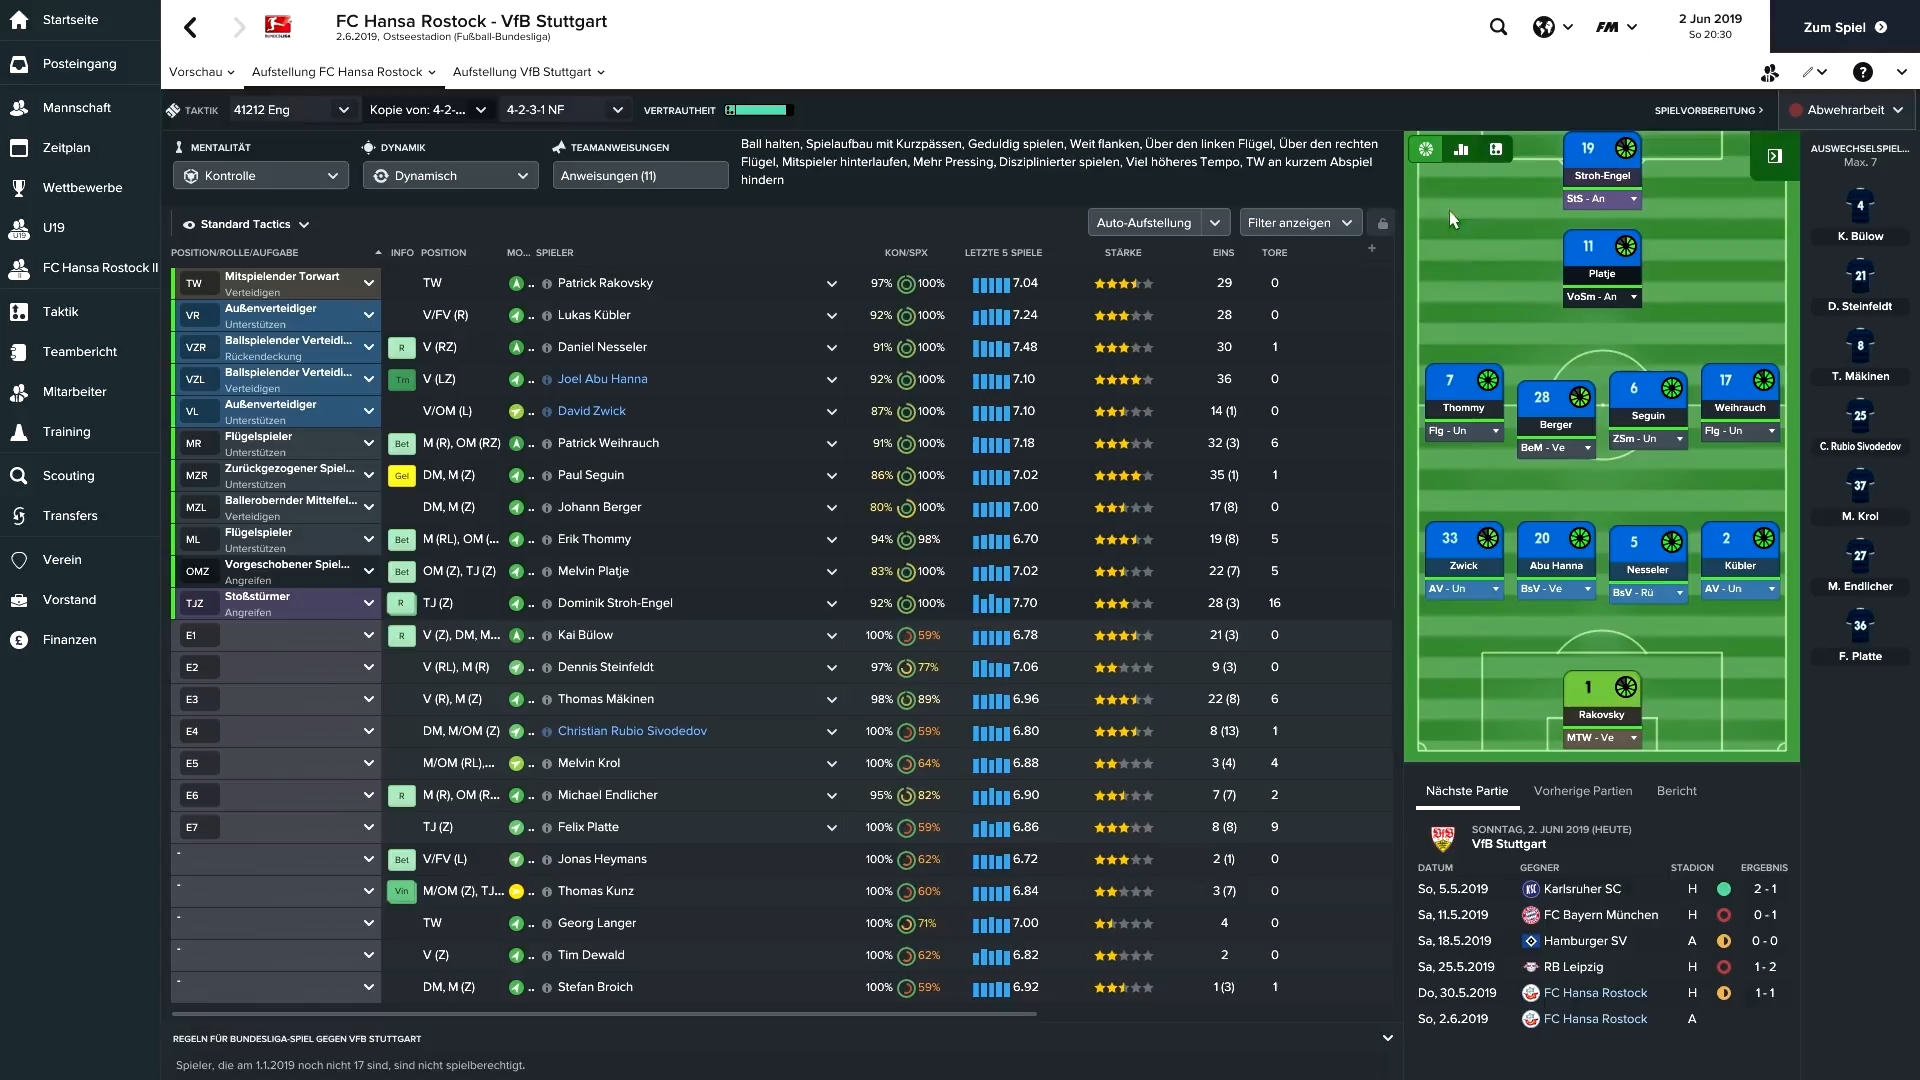 Startseite
Posteingang
Mannschaft
Zeitplan
Wettbewerbe
U19
FC Hansa Rostock II
Taktik
Teambericht
Mitarbeiter
Training
Scouting
Transfers
Verein
Vorstand
Finanzen
FC Hansa Rostock - VfB Stuttgart
2.6.2019, Ostseestadion (Fußball-Bundesliga)
FM
2 Jun 2019
So 20:30
Zum Spiel
Vorschau
Aufstellung FC Hansa Rostock
Aufstellung VfB Stuttgart
TAKTIK
41212 Eng
Kopie von: 4-2-...
4-2-3-1 NF
VERTRAUTHEIT
SPIELVORBEREITUNG >
Abwehrarbeit
MENTALITÄT
Kontrolle
DYNAMIK
Dynamisch
TEAMANWEISUNGEN
Anweisungen (11)
Ball halten, Spielaufbau mit Kurzpässen, Geduldig spielen, Weit flanken, Über den linken Flügel, Über den rechten
Flügel, Mitspieler hinterlaufen, Mehr Pressing, Disziplinierter spielen, Viel höheres Tempo, TW an kurzem Abspiel
hindern
Standard Tactics
Auto-Aufstellung
Filter anzeigen
POSITION/ROLLE/AUFGABE INFO POSITION MO... SPIELER KON/SPX LETZTE 5 SPIELE STÄRKE EINS TORE
TW Mitspielender Torwart Verteidigen TW Patrick Rakovsky 97% 100% 7.04 29 0
VR Außenverteidiger Unterstützen V/FV (R) Lukas Kübler 92% 100% 7.24 28 0
VZR Ballspielender Verteidi... Rückendeckung R V (RZ) Daniel Nesseler 91% 100% 7.48 30 1
VZL Ballspielender Verteidi... Verteidigen Trn V (LZ) Joel Abu Hanna 92% 100% 7.10 36 0
VL Außenverteidiger Unterstützen V/OM (L) David Zwick 87% 100% 7.10 14 (1) 0
MR Flügelspieler Unterstützen Bet M (R), OM (RZ) Patrick Weihrauch 91% 100% 7.18 32 (3) 6
MZR Zurückgezogener Spiel... Unterstützen Gel DM, M (Z) Paul Seguin 86% 100% 7.02 35 (1) 1
MZL Ballerobernder Mittelfel... Verteidigen DM, M (Z) Johann Berger 80% 100% 7.00 17 (8) 0
ML Flügelspieler Unterstützen Bet M (RL), OM (... Erik Thommy 94% 98% 6.70 19 (8) 5
OMZ Vorgeschobener Spiel... Angreifen Bet OM (Z), TJ (Z) Melvin Platje 83% 100% 7.02 22 (7) 5
TJZ Stoßstürmer Angreifen R TJ (Z) Dominik Stroh-Engel 92% 100% 7.70 28 (3) 16
E1 R V (Z), DM, M... Kai Bülow 100% 59% 6.78 21 (3) 0
E2 V (RL), M (R) Dennis Steinfeldt 97% 77% 7.06 9 (3) 0
E3 V (R), M (Z) Thomas Mäkinen 98% 89% 6.96 22 (8) 6
E4 DM, M/OM (Z) Christian Rubio Sivodedov 100% 59% 6.80 8 (13) 1
E5 M/OM (RL),... Melvin Krol 100% 64% 6.88 3 (4) 4
E6 R M (R), OM (R... Michael Endlicher 95% 82% 6.90 7 (7) 2
E7 TJ (Z) Felix Platte 100% 59% 6.86 8 (8) 9
- Bet V/FV (L) Jonas Heymans 100% 62% 6.72 2 (1) 0
- Vin M/OM (Z), TJ... Thomas Kunz 100% 60% 6.84 3 (7) 0
- TW Georg Langer 100% 71% 7.00 4 0
- V (Z) Tim Dewald 100% 62% 6.82 2 0
- DM, M (Z) Stefan Broich 100% 59% 6.92 1 (3) 1
REGELN FÜR BUNDESLIGA-SPIEL GEGEN VFB STUTTGART
Spieler, die am 1.1.2019 noch nicht 17 sind, sind nicht spielberechtigt.
19
Stroh-Engel
StS - An
11
Platje
VoSm - An
7 28 6 17
Thommy Berger Seguin Weihrauch
Flg - Un BeM - Ve ZSm - Un Flg - Un
33 20 5 2
Zwick Abu Hanna Nesseler Kübler
AV - Un BsV - Ve BsV - Rü AV - Un
1
Rakovsky
MTW - Ve
AUSWECHSELSPIEL...
Max. 7
4
K. Bülow
21
D. Steinfeldt
8
T. Mäkinen
25
C. Rubio Sivodedov
37
M. Krol
27
M. Endlicher
36
F. Platte
Nächste Partie
Vorherige Partien
Bericht
SONNTAG, 2. JUNI 2019 (HEUTE)
VfB Stuttgart
DATUM GEGNER STADION ERGEBNIS
So, 5.5.2019 Karlsruher SC H 2 - 1
Sa, 11.5.2019 FC Bayern München H 0 - 1
Sa, 18.5.2019 Hamburger SV A 0 - 0
Sa, 25.5.2019 RB Leipzig H 1 - 2
Do, 30.5.2019 FC Hansa Rostock H 1 - 1
So, 2.6.2019 FC Hansa Rostock A